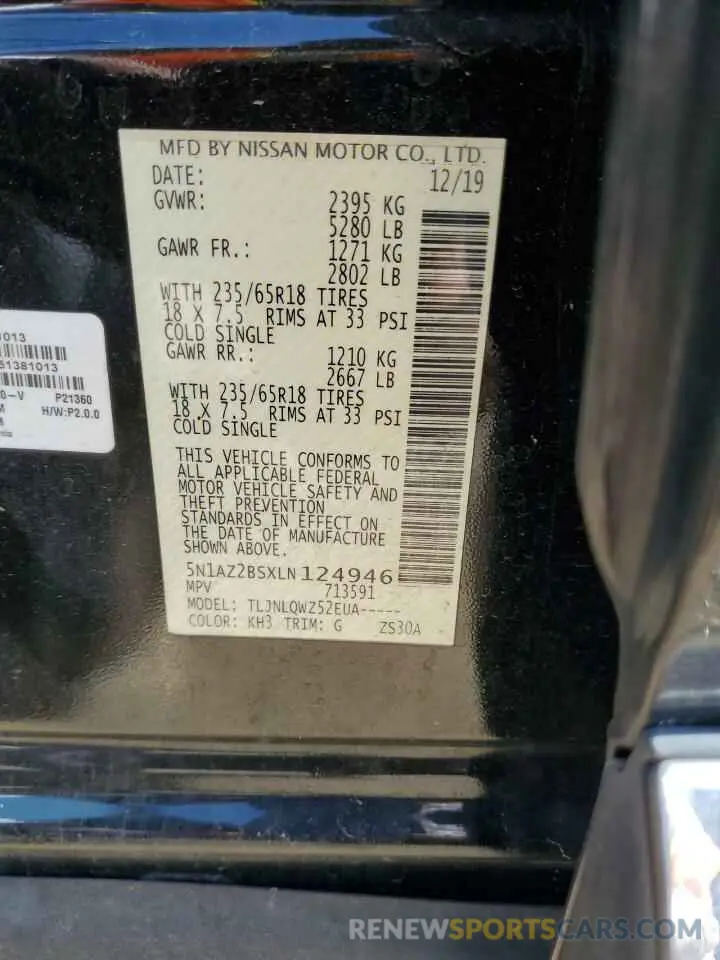 MFD BY NISSAN MOTOR CO., LTD.
DATE: 12/19
GVWR: 2395 KG
5280 LB
GAWR FR.: 1271 KG
2802 LB
WITH 235/65R18 TIRES
18 X 7.5 RIMS AT 33 PSI
COLD SINGLE
GAWR RR.: 1210 KG
2667 LB
WITH 235/65R18 TIRES
18 X 7.5 RIMS AT 33 PSI
COLD SINGLE
THIS VEHICLE CONFORMS TO
ALL APPLICABLE FEDERAL
MOTOR VEHICLE SAFETY AND
THEFT PREVENTION
STANDARDS IN EFFECT ON
THE DATE OF MANUFACTURE
SHOWN ABOVE.
5N1AZ2BSXLN124946
MPV 713591
MODEL: TLJNLQWZ52EUA-----
COLOR: KH3 TRIM: G ZS30A
1013
51381013
0-V P21360
M H/W:P2.0.0
RENEWSPORTSCARS.COM